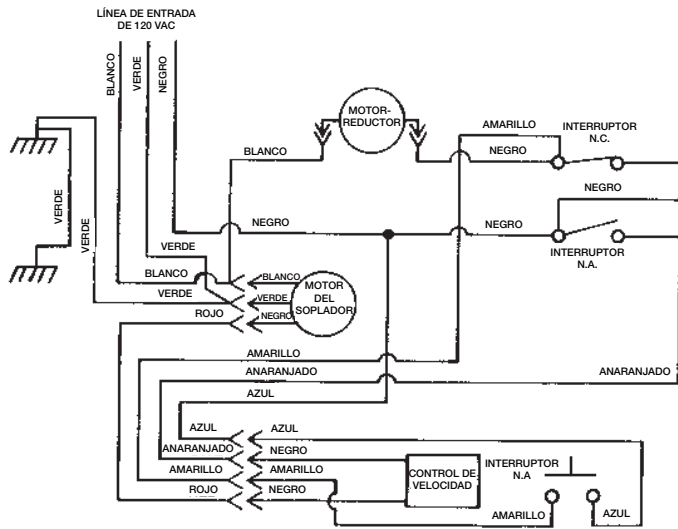 LÍNEA DE ENTRADA
DE 120 VAC
BLANCO
VERDE
NEGRO
MOTOR-
REDUCTOR
AMARILLO
INTERRUPTOR
N.C.
NEGRO
BLANCO
NEGRO
VERDE
VERDE
NEGRO
NEGRO
INTERRUPTOR
N.A.
VERDE
BLANCO
BLANCO
VERDE
VERDE
MOTOR
DEL
SOPLADOR
ROJO
NEGRO
AMARILLO
ANARANJADO
ANARANJADO
AZUL
AZUL
AZUL
ANARANJADO
NEGRO
AMARILLO
AMARILLO
ROJO
NEGRO
CONTROL DE
VELOCIDAD
INTERRUPTOR
N.A
AMARILLO
AZUL